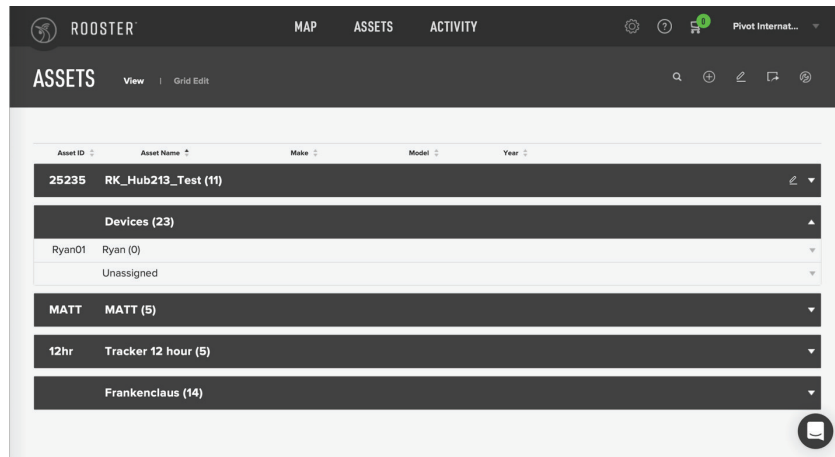 ROOSTER
MAP ASSETS ACTIVITY
0
Pivot Internat...
ASSETS View | Grid Edit
Asset ID Asset Name Make Model Year
25235 RK_Hub213_Test (11)
Devices (23)
Ryan01 Ryan (0)
Unassigned
MATT MATT (5)
12hr Tracker 12 hour (5)
Frankenclaus (14)